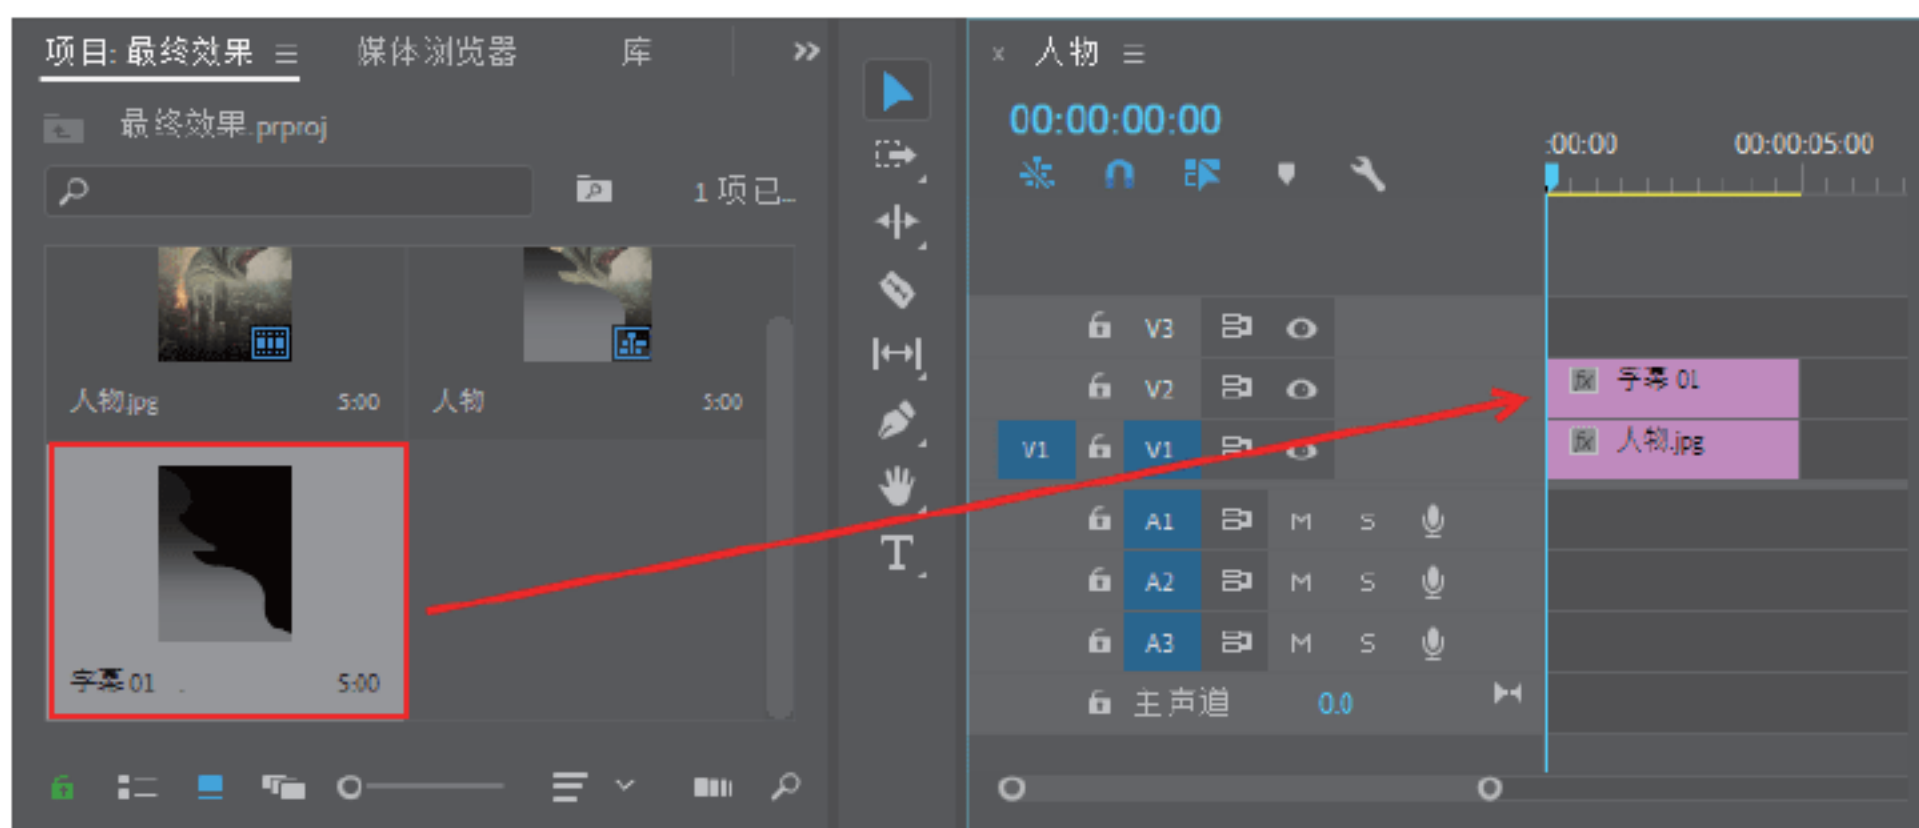 项目: 最终效果 媒体浏览器 库
最终效果.prproj
1 项已...
人物.jpg 5:00 人物 5:00
字幕 01 5:00
T
人物
00:00:00:00
:00:00 00:00:05:00
V3
V2 fx 字幕 01
V1 V1 fx 人物.jpg
A1 M S
A2 M S
A3 M S
主声道 0.0